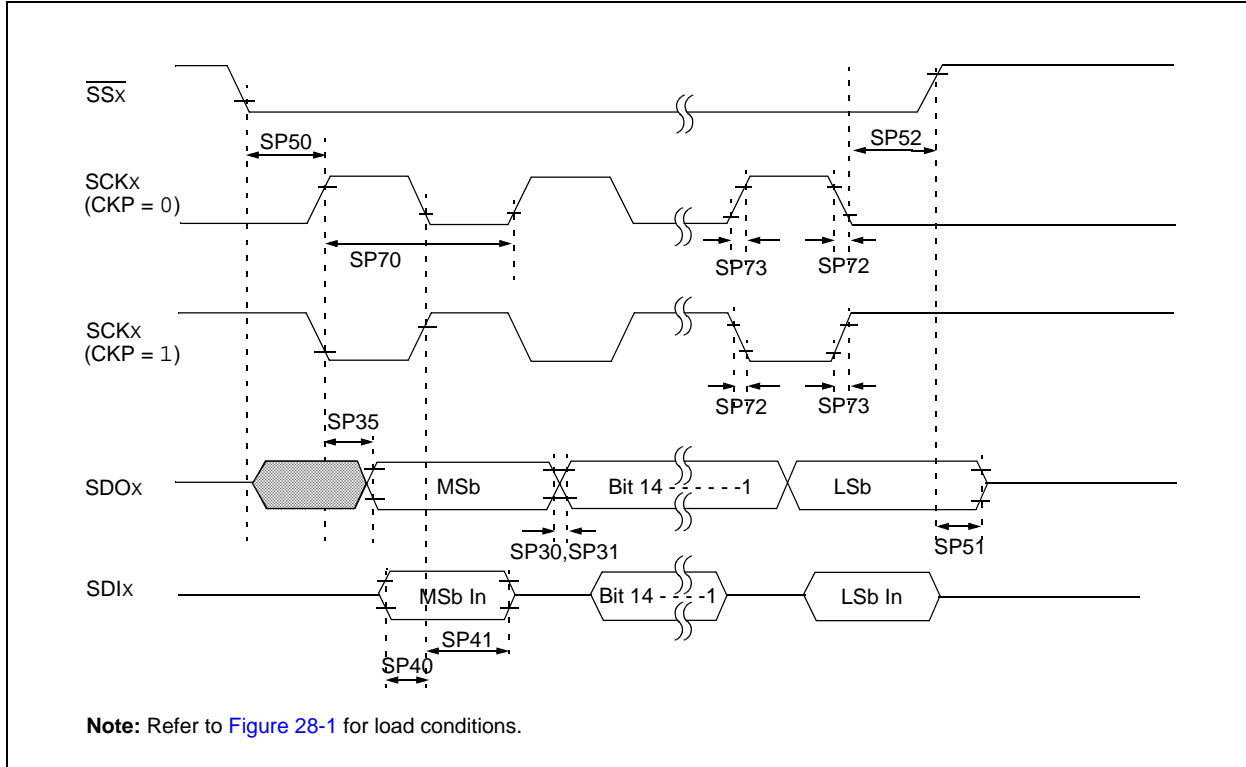 SSX
SP50
SP52
SCKX
(CKP = 0)
SP70
SP73
SP72
SCKX
(CKP = 1)
SP72
SP73
SP35
SDOX
MSb
Bit 14 - - - - - -1
LSb
SP30,SP31
SP51
SDIX
MSb In
Bit 14 - - - -1
LSb In
SP41
SP40
Note: Refer to Figure 28-1 for load conditions.